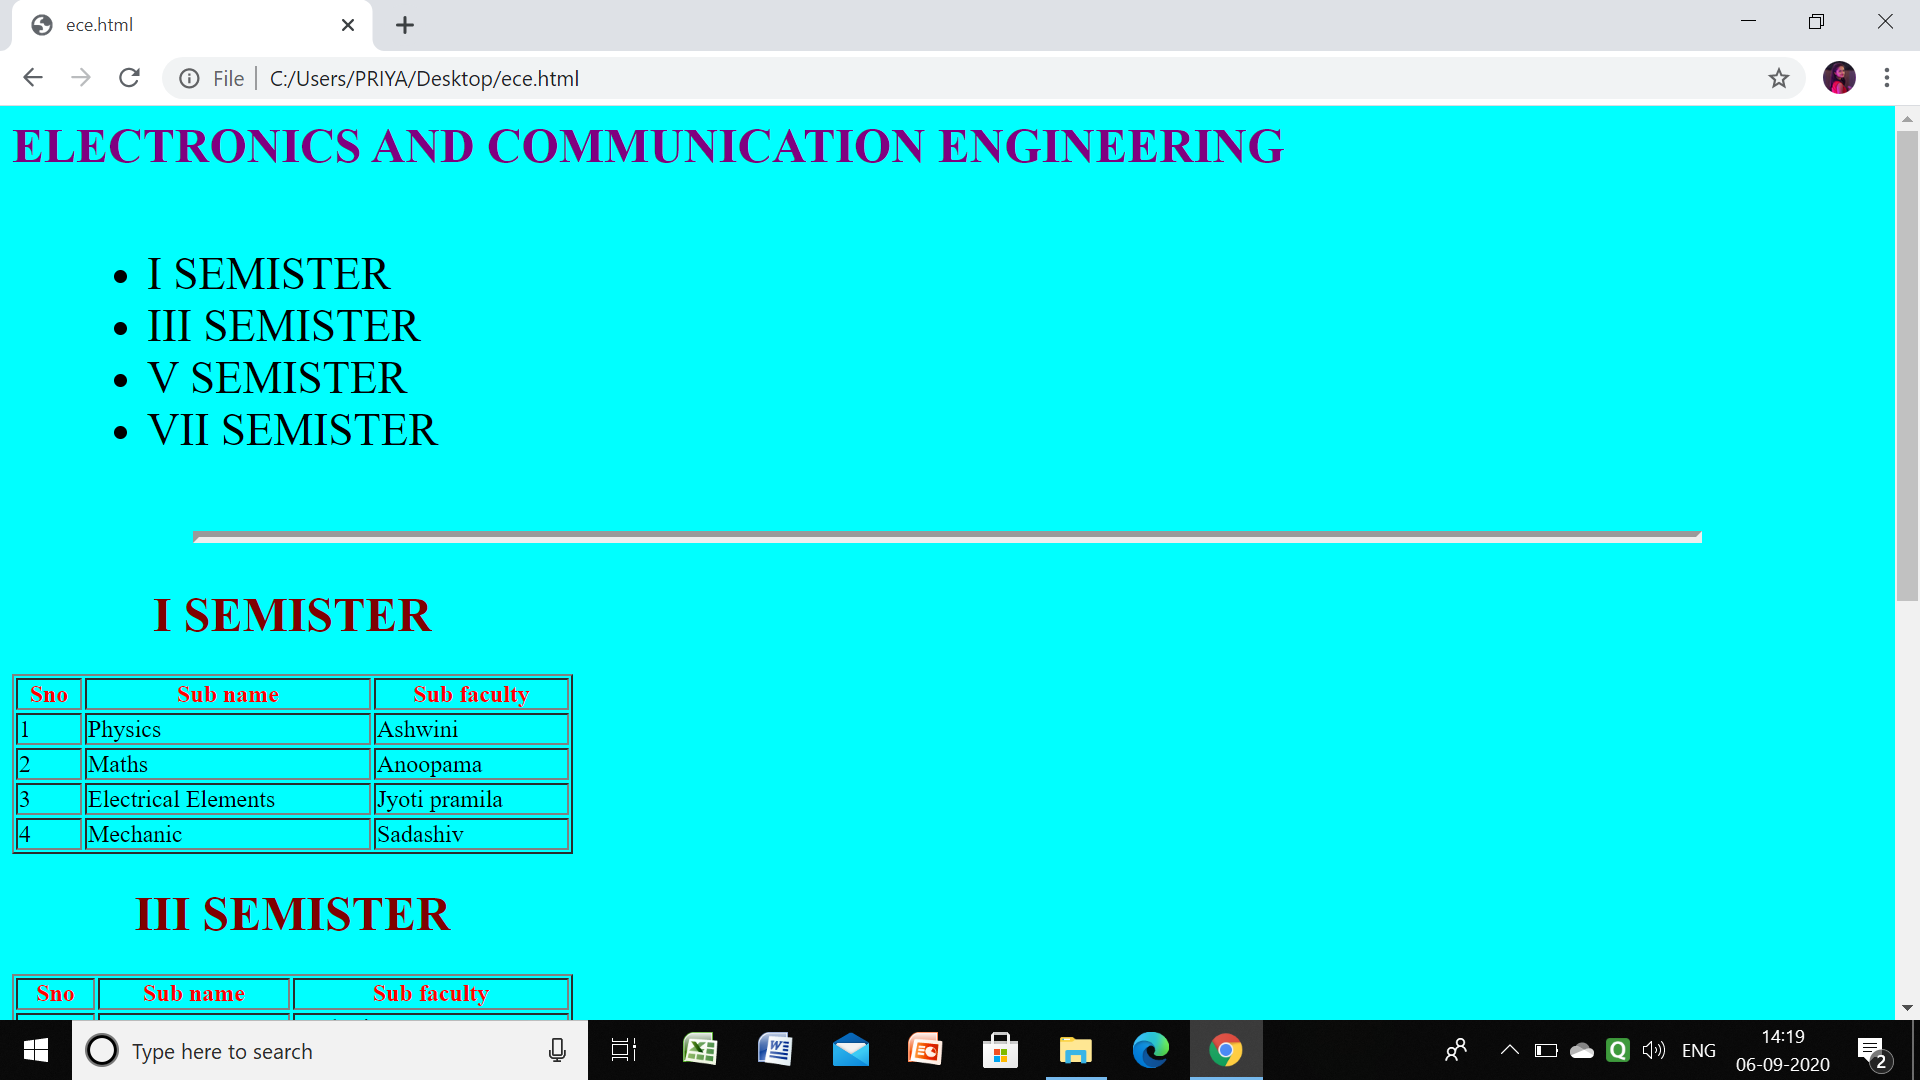 ece.html
File C:/Users/PRIYA/Desktop/ece.html
ELECTRONICS AND COMMUNICATION ENGINEERING
I SEMISTER
III SEMISTER
V SEMISTER
VII SEMISTER
I SEMISTER
Sno Sub name Sub faculty
1 Physics Ashwini
2 Maths Anoopama
3 Electrical Elements Jyoti pramila
4 Mechanic Sadashiv
III SEMISTER
Sno Sub name Sub faculty
Type here to search
ENG
14:19
06-09-2020
2